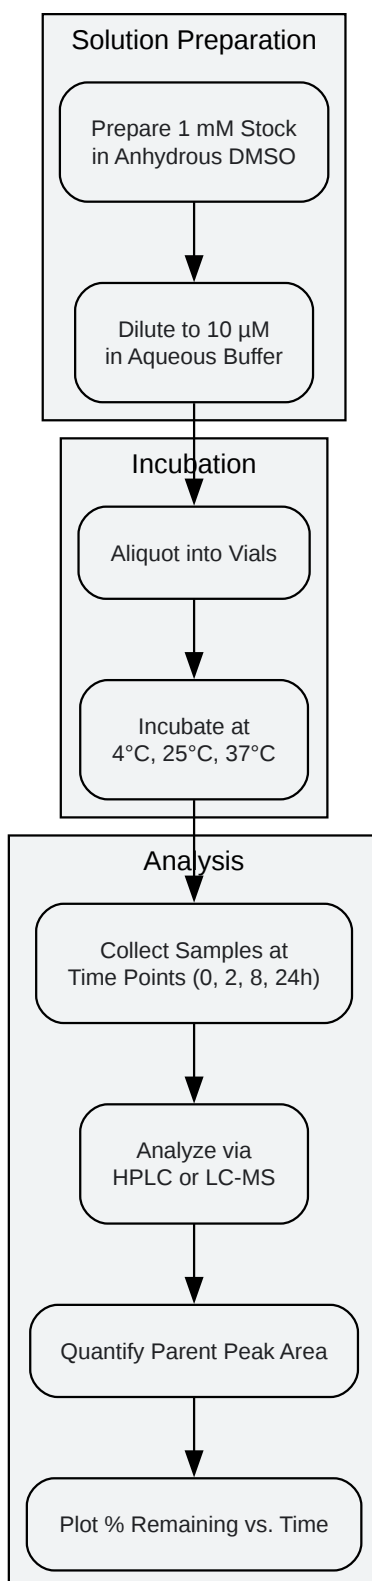 Solution Preparation
Prepare 1 mM Stock
in Anhydrous DMSO
Dilute to 10 µM
in Aqueous Buffer
Incubation
Aliquot into Vials
Incubate at
4°C, 25°C, 37°C
Analysis
Collect Samples at
Time Points (0, 2, 8, 24h)
Analyze via
HPLC or LC-MS
Quantify Parent Peak Area
Plot % Remaining vs. Time